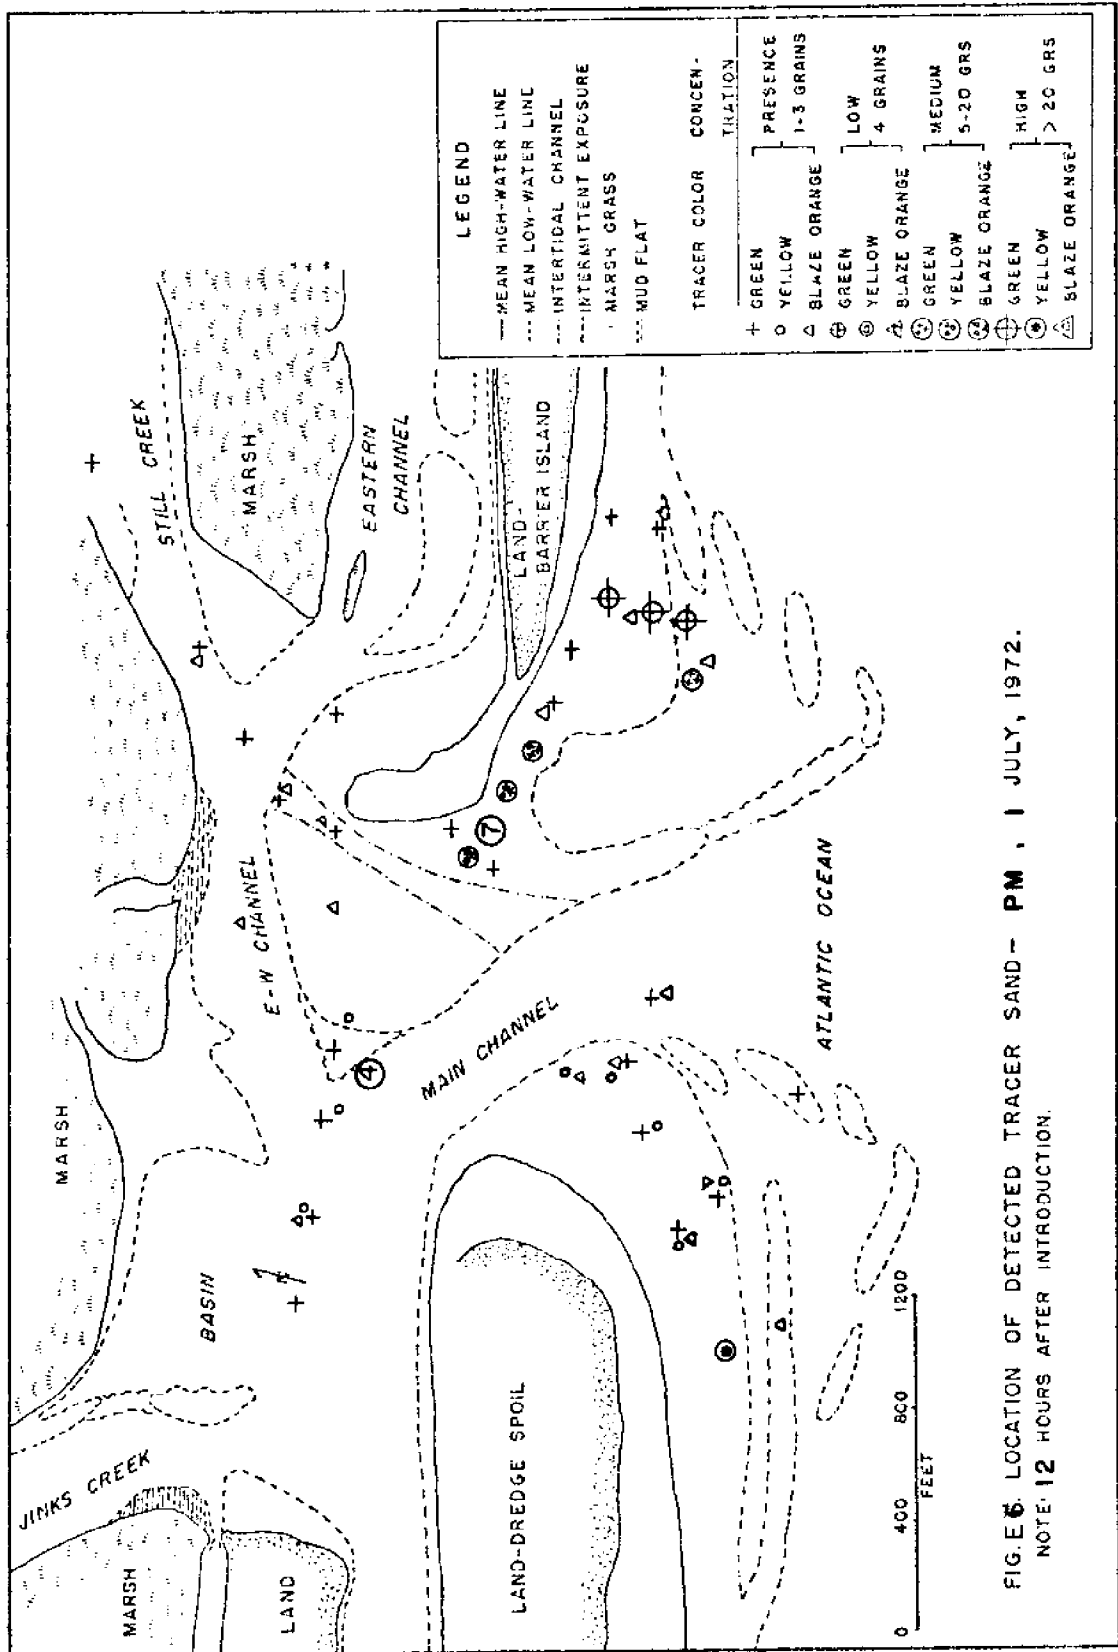 JINKS CREEK
MARSH
LAND
BASIN
MARSH
E-W CHANNEL
MAIN CHANNEL
STILL CREEK
MARSH
EASTERN
CHANNEL
LAND-
BARRIER ISLAND
LAND-DREDGE SPOIL
ATLANTIC OCEAN
4
7
LEGEND
MEAN HIGH-WATER LINE
MEAN LOW-WATER LINE
INTERTIDAL CHANNEL
INTERMITTENT EXPOSURE
MARSH GRASS
MUD FLAT
TRACER COLOR CONCEN-
TRATION
GREEN
YELLOW
BLAZE ORANGE
PRESENCE
1-3 GRAINS
GREEN
YELLOW
BLAZE ORANGE
LOW
4 GRAINS
GREEN
YELLOW
BLAZE ORANGE
MEDIUM
5-20 GRS
GREEN
YELLOW
BLAZE ORANGE
HIGH
> 20 GRS
0 400 800 1200
FEET
FIG. E6. LOCATION OF DETECTED TRACER SAND- PM, 1 JULY, 1972.
NOTE: 12 HOURS AFTER INTRODUCTION.